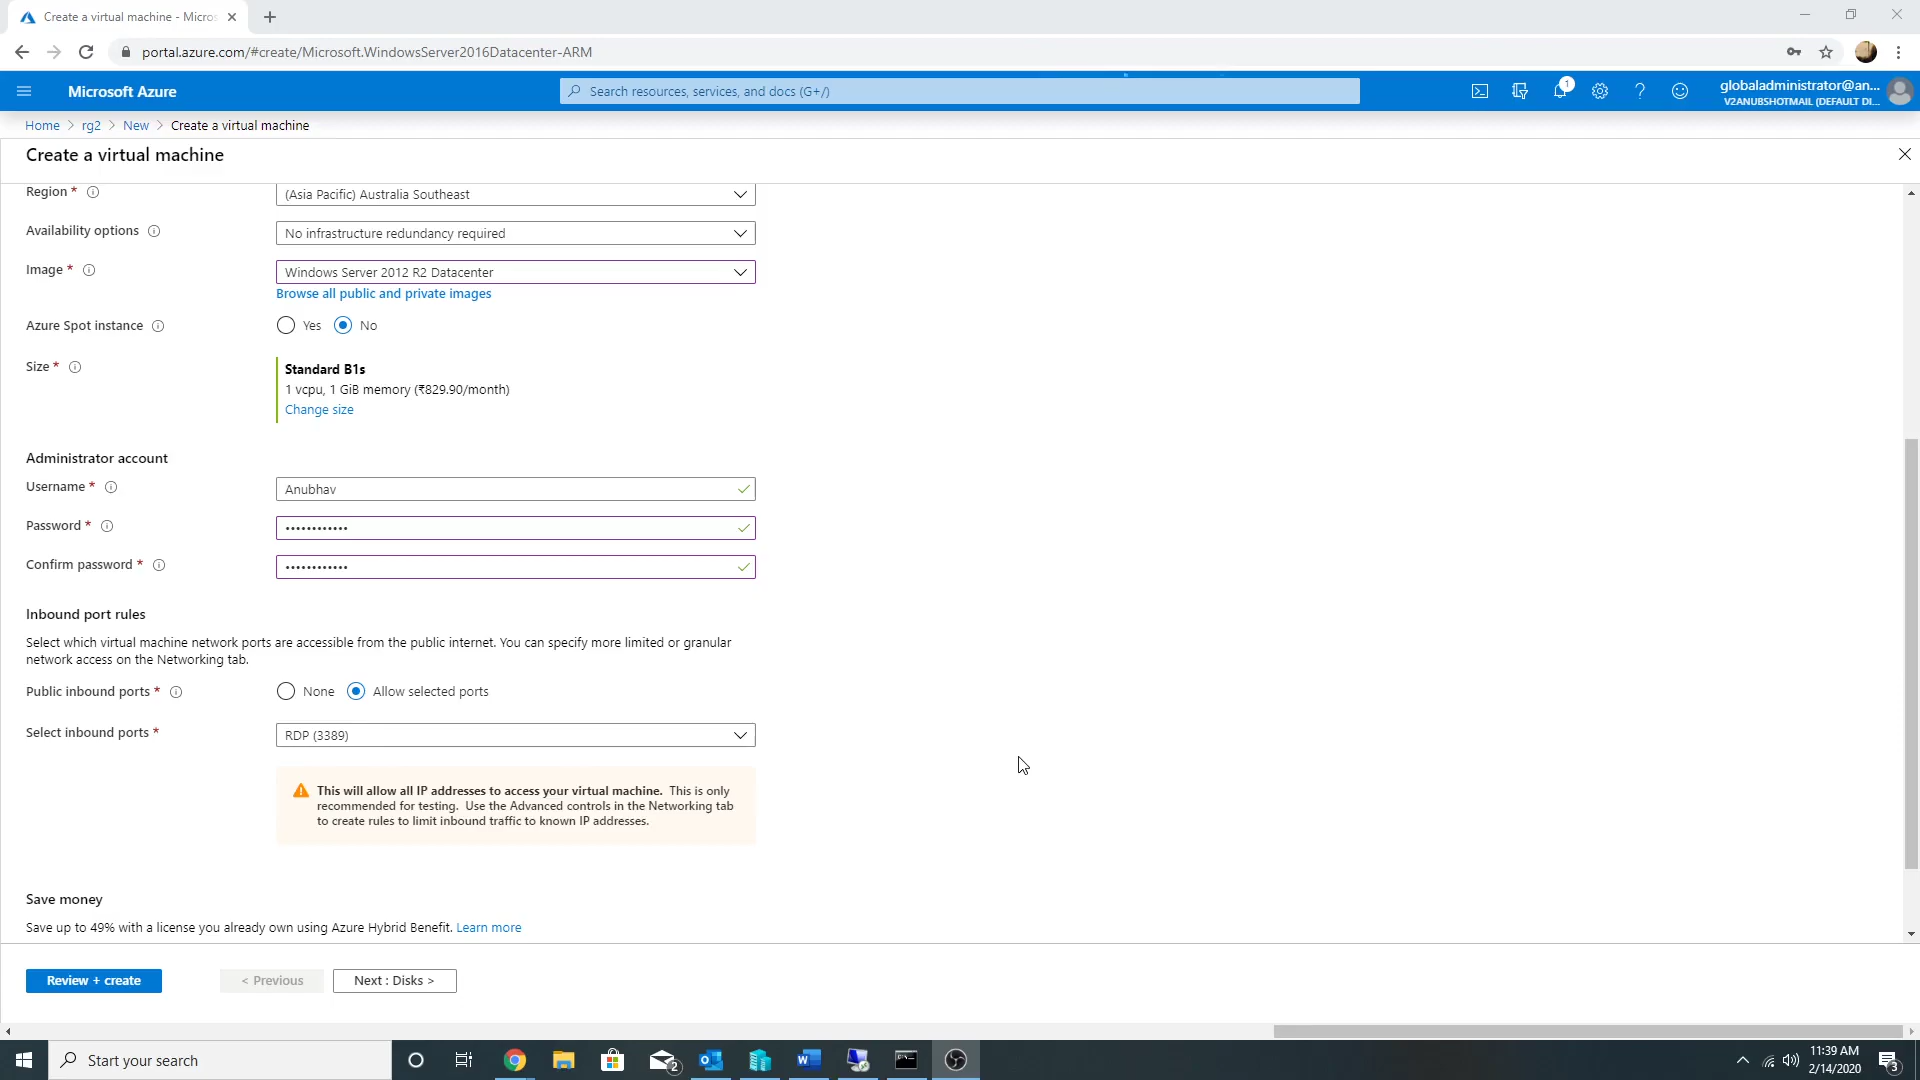 Create a virtual machine - Micros
portal.azure.com/#create/Microsoft.WindowsServer2016Datacenter-ARM
Microsoft Azure
Search resources, services, and docs (G+/)
1
globaladministrator@an...
V2ANUBSHOTMAIL (DEFAULT DI...
Home > rg2 > New > Create a virtual machine
Create a virtual machine
Region *
(Asia Pacific) Australia Southeast
Availability options
No infrastructure redundancy required
Image *
Windows Server 2012 R2 Datacenter
Browse all public and private images
Azure Spot instance
Yes No
Size *
Standard B1s
1 vcpu, 1 GiB memory (₹829.90/month)
Change size
Administrator account
Username *
Anubhav
Password *
••••••••••••
Confirm password *
••••••••••••
Inbound port rules
Select which virtual machine network ports are accessible from the public internet. You can specify more limited or granular
network access on the Networking tab.
Public inbound ports *
None Allow selected ports
Select inbound ports *
RDP (3389)
This will allow all IP addresses to access your virtual machine. This is only
recommended for testing. Use the Advanced controls in the Networking tab
to create rules to limit inbound traffic to known IP addresses.
Save money
Save up to 49% with a license you already own using Azure Hybrid Benefit. Learn more
Review + create
< Previous
Next : Disks >
Start your search
2
11:39 AM
2/14/2020
3